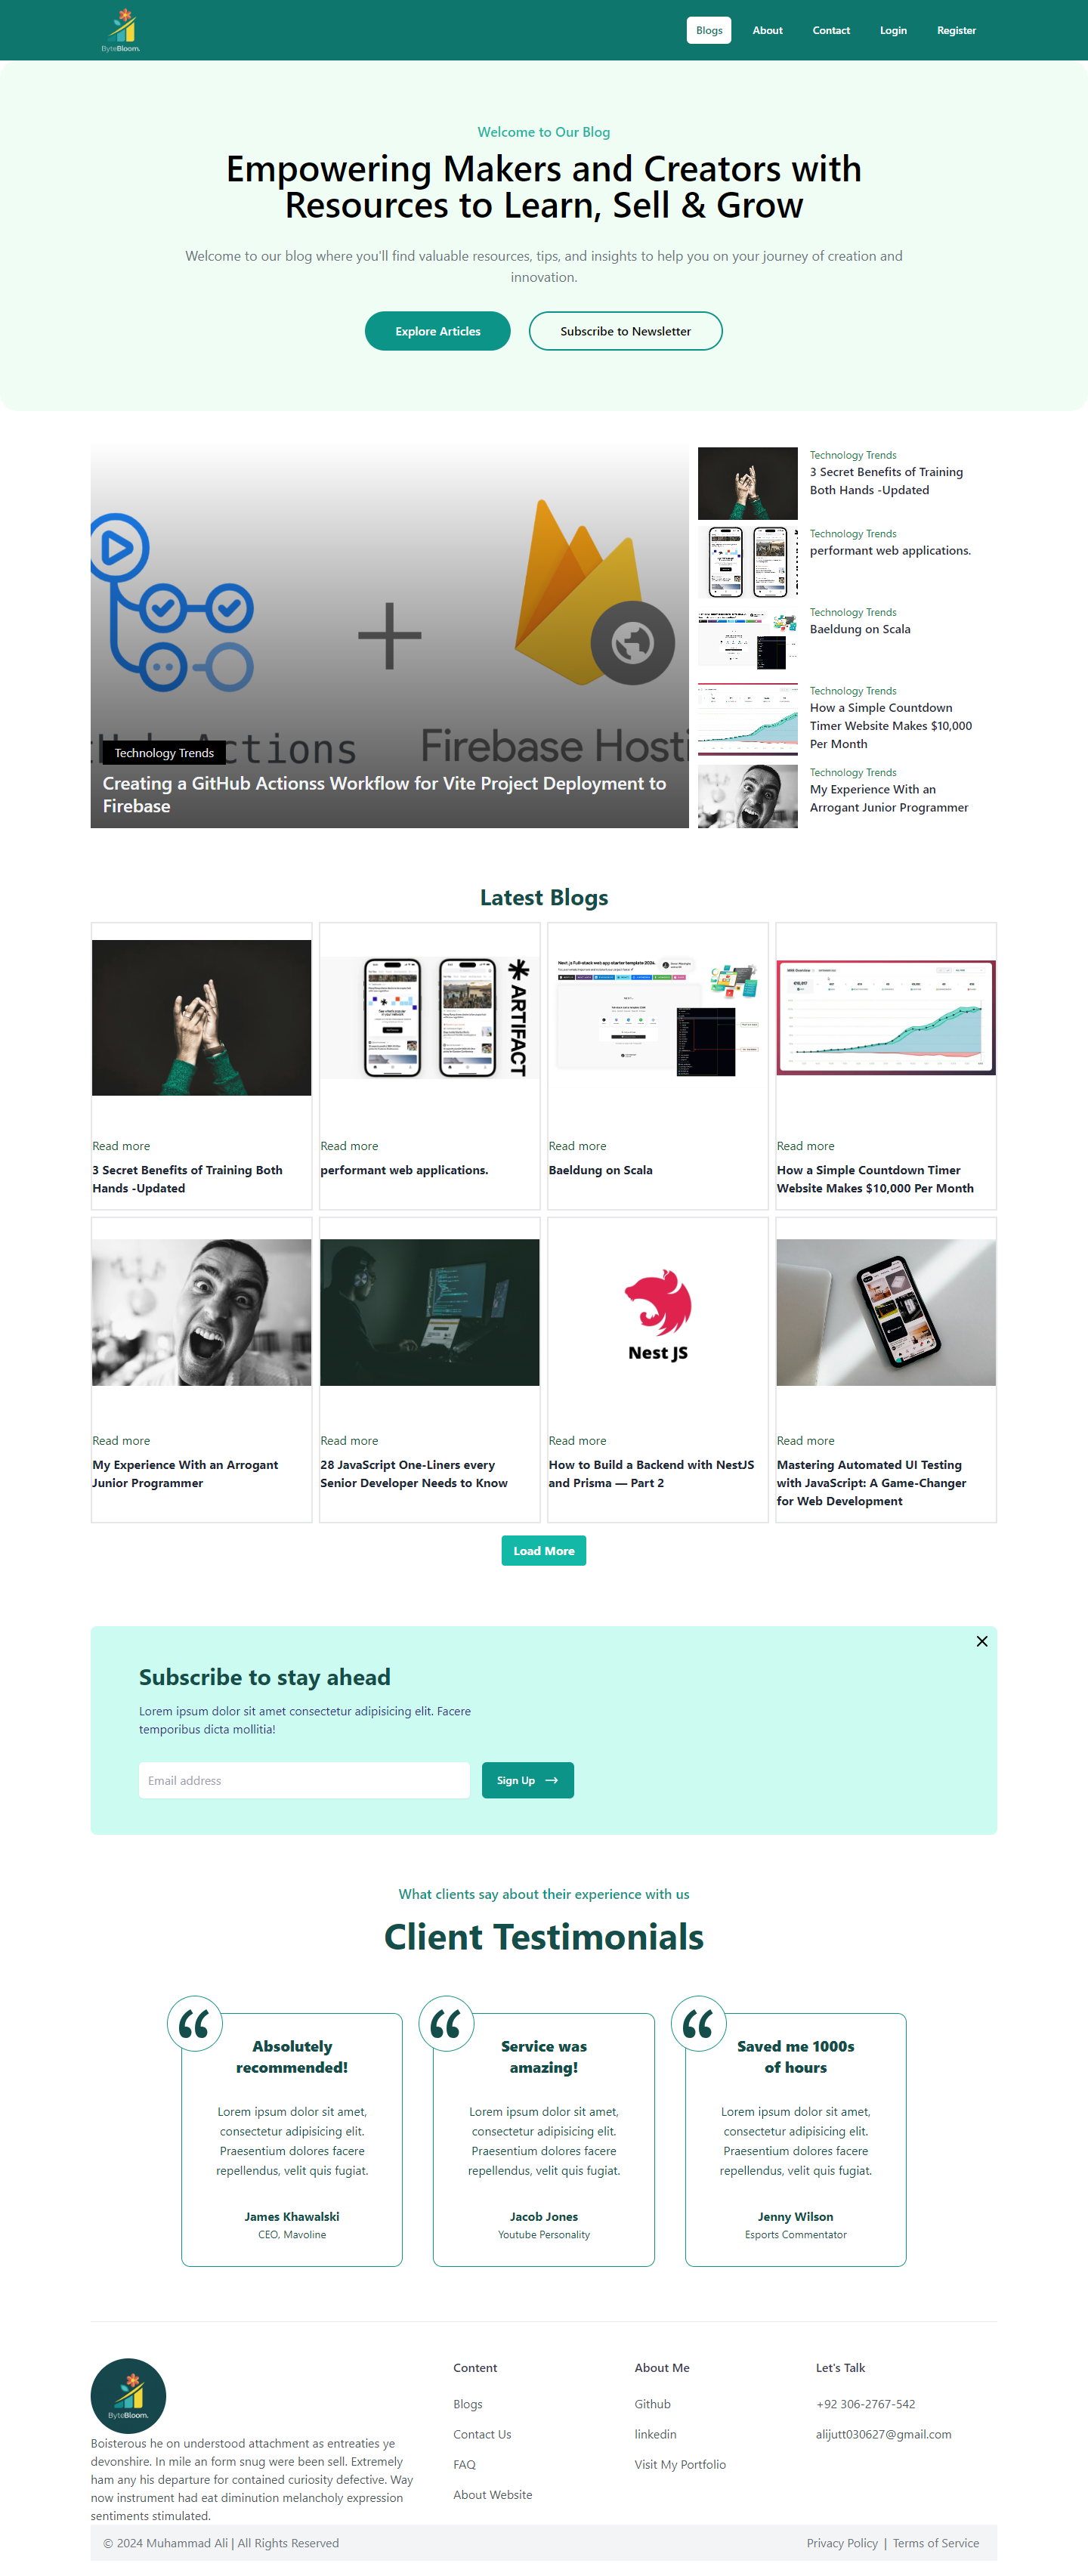 ByteBloom.
Blogs
About
Contact
Login
Register
Welcome to Our Blog
Empowering Makers and Creators with
Resources to Learn, Sell & Grow
Welcome to our blog where you'll find valuable resources, tips, and insights to help you on your journey of creation and
innovation.
Explore Articles
Subscribe to Newsletter
Actions
Firebase Hosti
Technology Trends
Creating a GitHub Actionss Workflow for Vite Project Deployment to
Firebase
Technology Trends
3 Secret Benefits of Training
Both Hands -Updated
Technology Trends
performant web applications.
Technology Trends
Baeldung on Scala
Technology Trends
How a Simple Countdown
Timer Website Makes $10,000
Per Month
Technology Trends
My Experience With an
Arrogant Junior Programmer
Latest Blogs
ARTIFACT
Next.js full-stack web app starter template 2024
Read more
3 Secret Benefits of Training Both
Hands -Updated
Read more
performant web applications.
Read more
Baeldung on Scala
Read more
How a Simple Countdown Timer
Website Makes $10,000 Per Month
Nest JS
Read more
My Experience With an Arrogant
Junior Programmer
Read more
28 JavaScript One-Liners every
Senior Developer Needs to Know
Read more
How to Build a Backend with NestJS
and Prisma — Part 2
Read more
Mastering Automated UI Testing
with JavaScript: A Game-Changer
for Web Development
Load More
Subscribe to stay ahead
Lorem ipsum dolor sit amet consectetur adipisicing elit. Facere
temporibus dicta mollitia!
Email address
Sign Up
What clients say about their experience with us
Client Testimonials
Absolutely
recommended!
Lorem ipsum dolor sit amet,
consectetur adipisicing elit.
Praesentium dolores facere
repellendus, velit quis fugiat.
James Khawalski
CEO, Mavoline
Service was
amazing!
Lorem ipsum dolor sit amet,
consectetur adipisicing elit.
Praesentium dolores facere
repellendus, velit quis fugiat.
Jacob Jones
Youtube Personality
Saved me 1000s
of hours
Lorem ipsum dolor sit amet,
consectetur adipisicing elit.
Praesentium dolores facere
repellendus, velit quis fugiat.
Jenny Wilson
Esports Commentator
ByteBloom.
Boisterous he on understood attachment as entreaties ye
devonshire. In mile an form snug were been sell. Extremely
ham any his departure for contained curiosity defective. Way
now instrument had eat diminution melancholy expression
sentiments stimulated.
Content
Blogs
Contact Us
FAQ
About Website
About Me
Github
linkedin
Visit My Portfolio
Let's Talk
+92 306-2767-542
alijutt030627@gmail.com
© 2024 Muhammad Ali | All Rights Reserved
Privacy Policy | Terms of Service